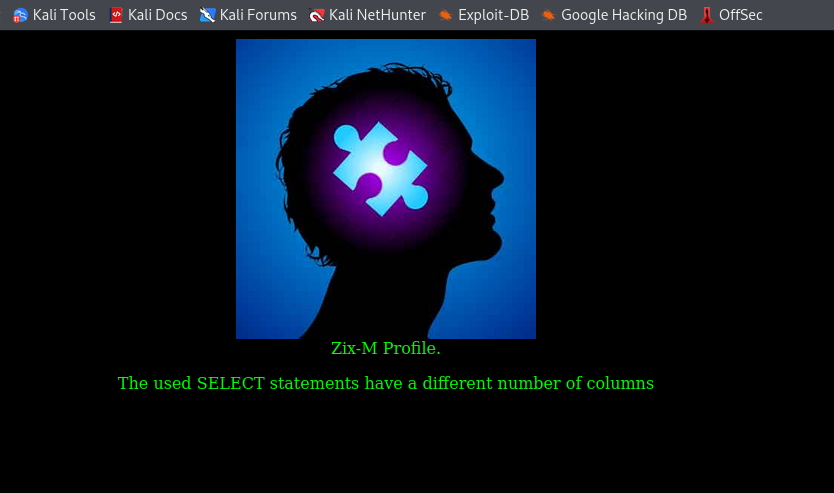 Kali Tools Kali Docs Kali Forums Kali NetHunter Exploit-DB Google Hacking DB OffSec
Zix-M Profile.
The used SELECT statements have a different number of columns